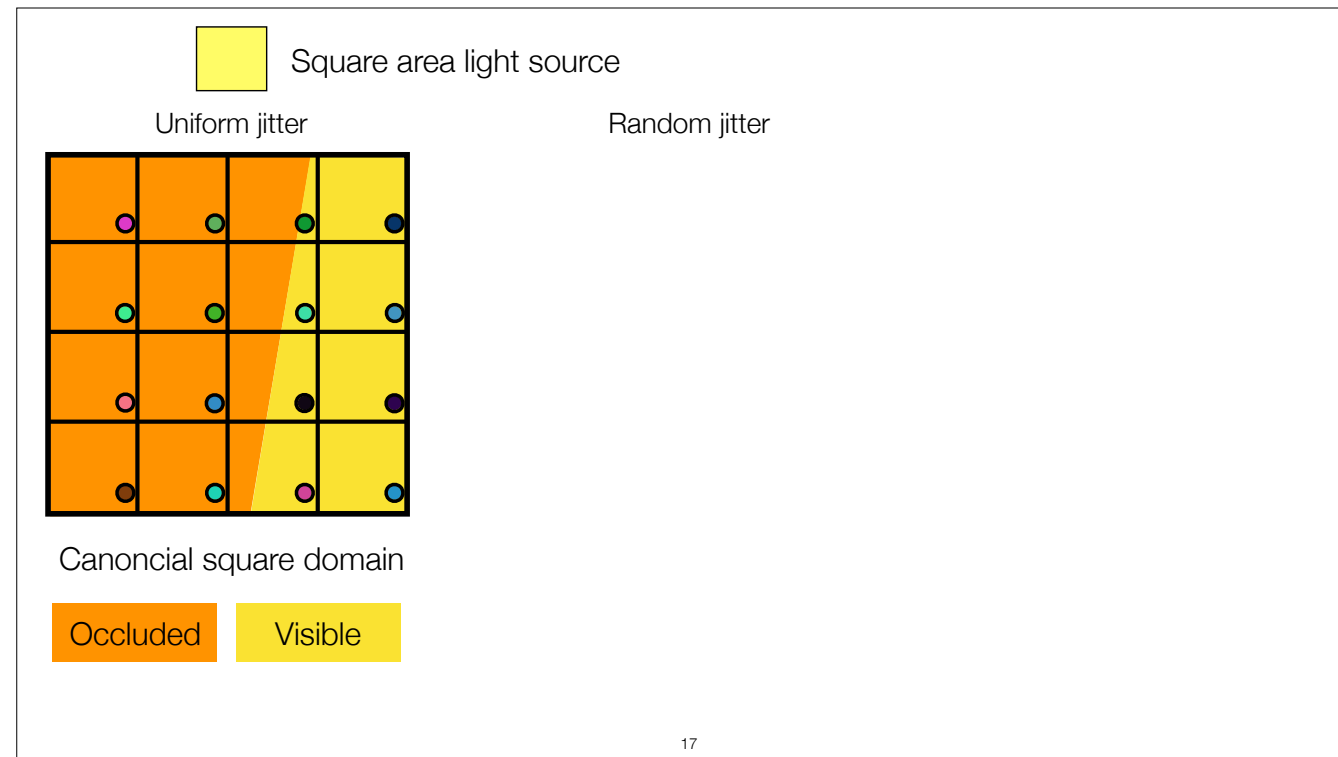 Square area light source
Uniform jitter
Random jitter
Canoncial square domain
Occluded
Visible
17